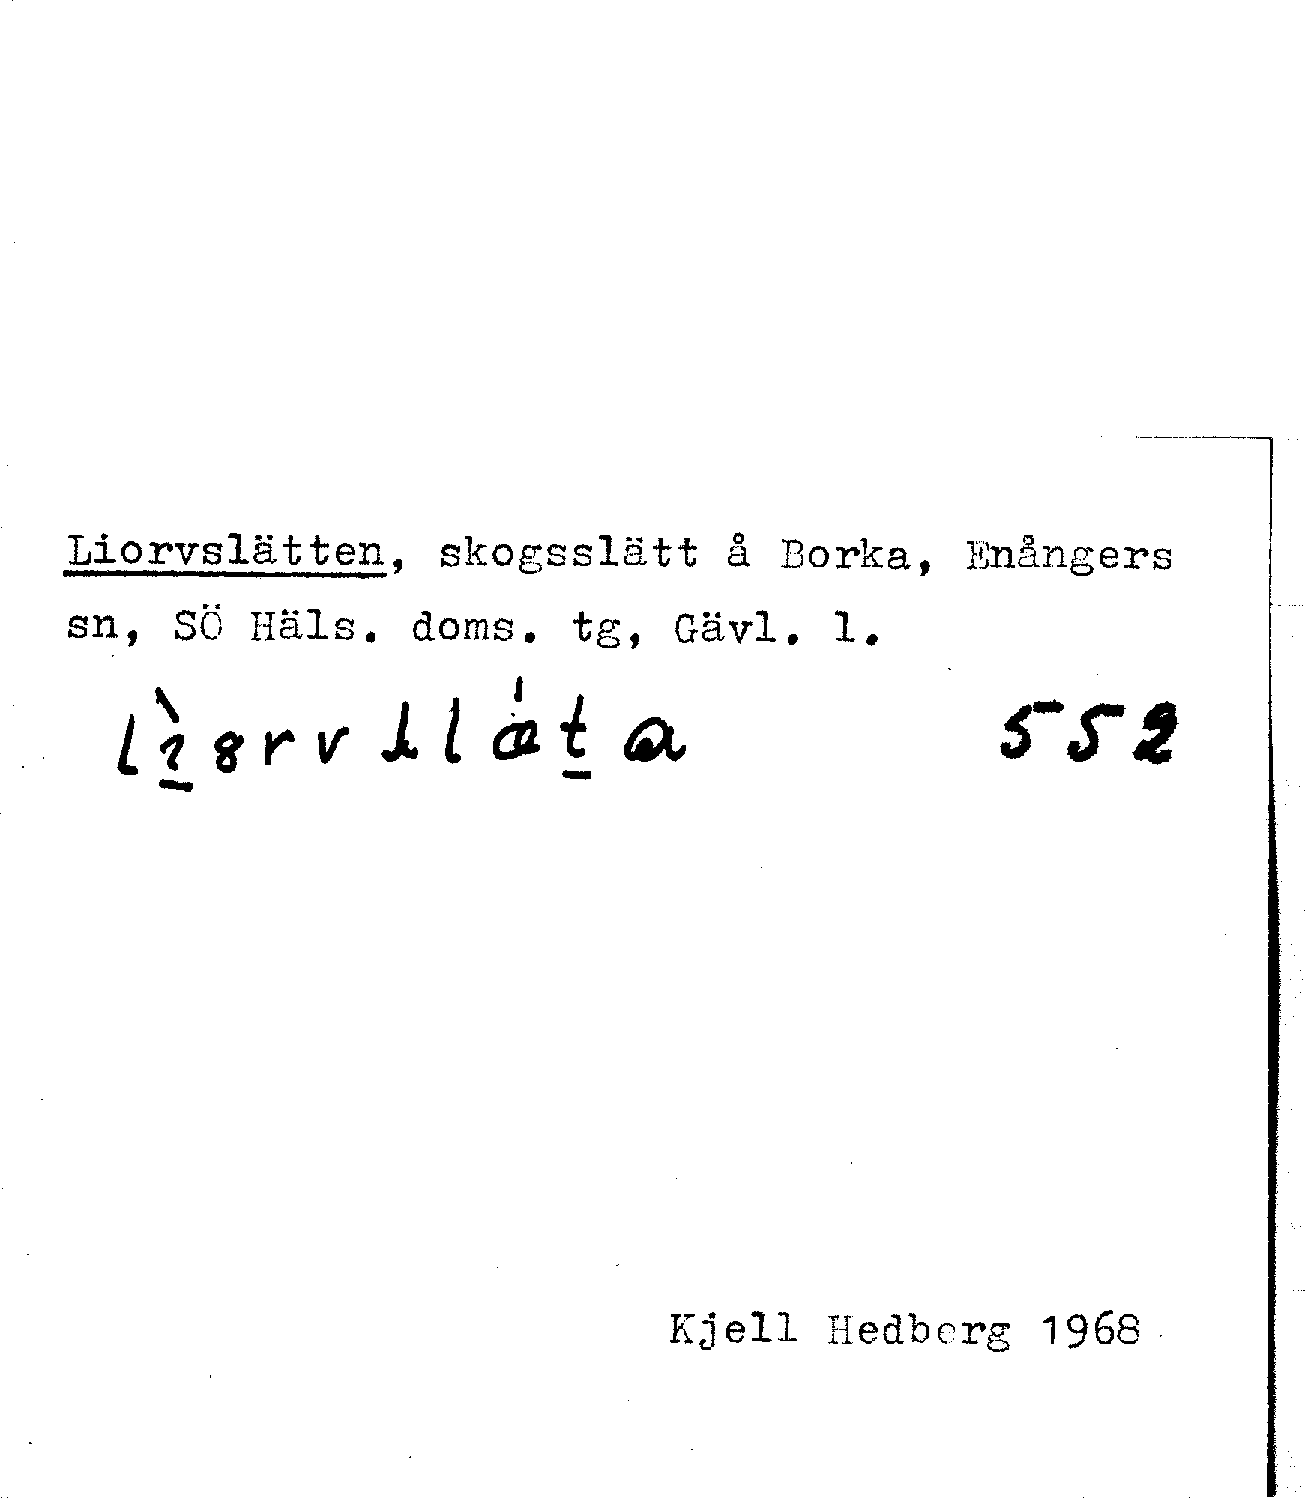 Liorvslätten, skogsslätt å Borka, Enångers
sn, SÖ Häls. doms. tg, Gävl. l.
552
Kjell Hedberg 1968